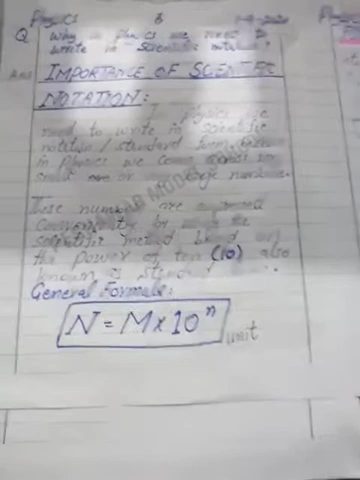 Physics
Q Why in Physics we need to
write in scientific notation?
Ans IMPORTANCE OF SCIENTIFIC
NOTATION:
In Physics we
need to write in scientific
notation / standard form because
in Physics we come across very
small or very large numbers.
These numbers are expressed
conveniently by using the
scientific method based on
the power of ten (10) also
known as standard
General Formula:
N = M × 10ⁿ unit